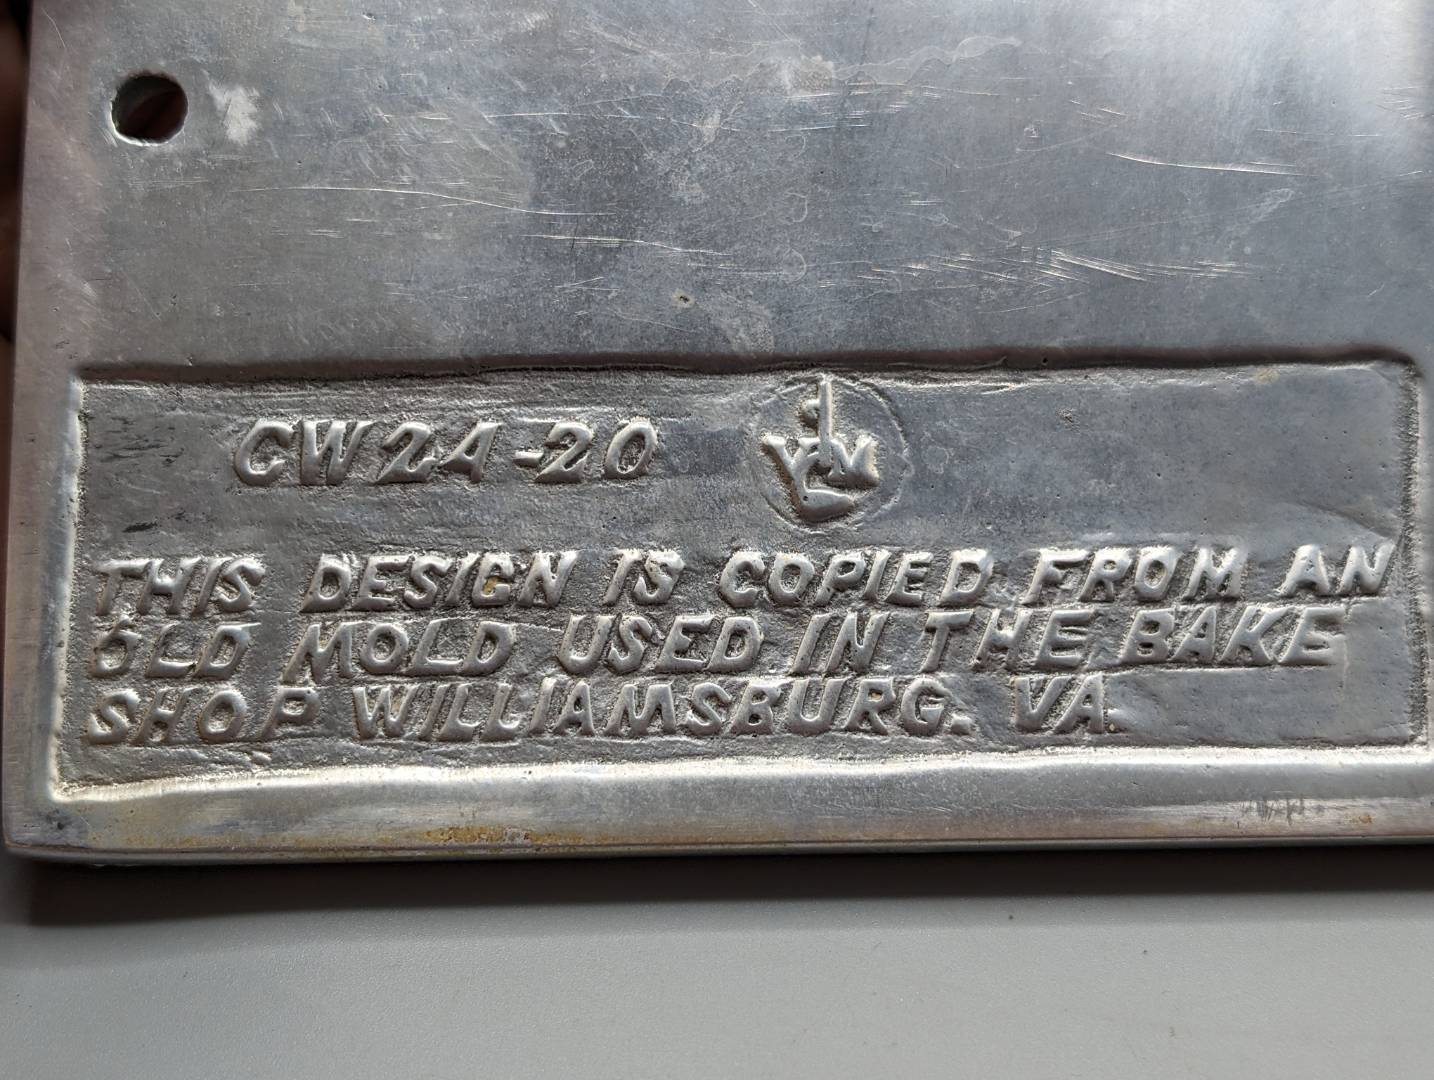 CW24-20
THIS DESIGN IS COPIED FROM AN
OLD MOLD USED IN THE BAKE
SHOP WILLIAMSBURG. VA.